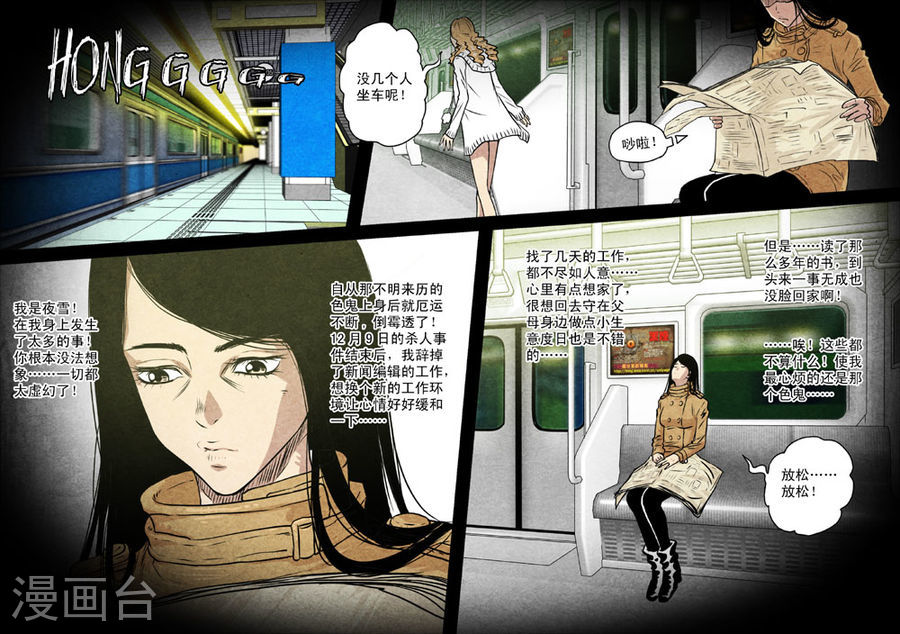 HONGGGGGG
没几个人
坐车呢！
唦啦！
我是夜雪！
在我身上发生
了太多的事！
你根本没法想
象……一切都
太虚幻了！
自从那不明来历的
色鬼上身后就厄运
不断，倒霉透了！
12月9日的杀人事
件结束后，我辞掉
了新闻编辑的工作，
想换个新的工作环
境让心情好好缓和
一下……
找了几天的工作，
都不尽如人意……
心里有点想家了，
很想回去守在父
母身边做点小生
意度日也是不错
的……
但是……读了那
么多年的书，到
头来一事无成也
没脸回家啊！
……唉！这些都
不算什么！使我
最心烦的还是那
个色鬼……
放松……
放松！
漫画台